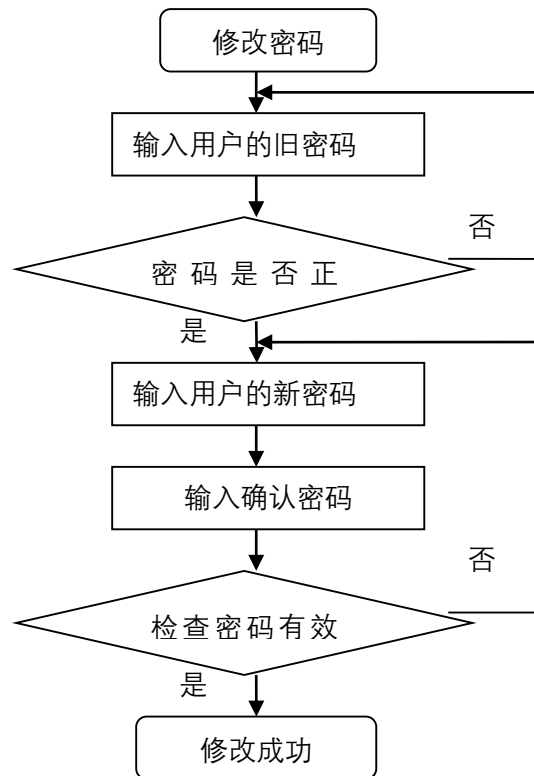 修改密码
输入用户的旧密码
否
密码是否正
是
输入用户的新密码
输入确认密码
否
检查密码有效
是
修改成功